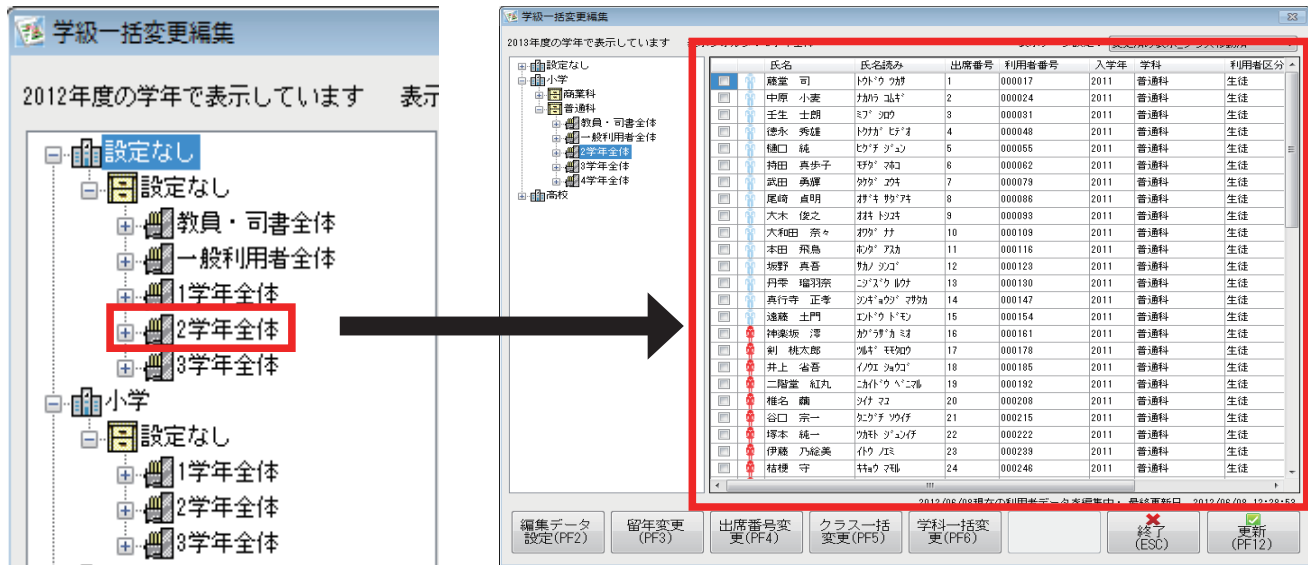 学級一括変更編集
2012年度の学年で表示しています 表示
設定なし
設定なし
教員・司書全体
一般利用者全体
1学年全体
2学年全体
3学年全体
小学
設定なし
1学年全体
2学年全体
3学年全体
学級一括変更編集
2013年度の学年で表示しています
設定なし
小学
商業科
普通科
教員・司書全体
一般利用者全体
2学年全体
3学年全体
4学年全体
高校
氏名 氏名読み 出席番号 利用者番号 入学年 学科 利用者区分
藤堂 司 トウドウ ツカサ 1 000017 2011 普通科 生徒
中原 小麦 ナカハラ コムギ 2 000024 2011 普通科 生徒
壬生 士朗 ミブ シロウ 3 000031 2011 普通科 生徒
徳永 秀雄 トクナガ ヒデオ 4 000048 2011 普通科 生徒
樋口 純 ヒグチ ジュン 5 000055 2011 普通科 生徒
持田 真歩子 モチダ マホコ 6 000062 2011 普通科 生徒
武田 勇輝 タケダ ユウキ 7 000079 2011 普通科 生徒
尾崎 貞明 オザキ サダアキ 8 000086 2011 普通科 生徒
大木 俊之 オオキ トシユキ 9 000093 2011 普通科 生徒
大和田 奈々 オワダ ナナ 10 000109 2011 普通科 生徒
本田 飛鳥 ホンダ アスカ 11 000116 2011 普通科 生徒
坂野 真吾 サカノ シンゴ 12 000123 2011 普通科 生徒
丹雫 瑠羽奈 ニジズク ルウナ 13 000130 2011 普通科 生徒
真行寺 正孝 シンギョウジ マサタカ 14 000147 2011 普通科 生徒
遠藤 土門 エンドウ ドモン 15 000154 2011 普通科 生徒
神楽坂 澪 カグラザカ ミオ 16 000161 2011 普通科 生徒
剣 桃太郎 ツルギ モモタロウ 17 000178 2011 普通科 生徒
井上 省吾 イノウエ ショウゴ 18 000185 2011 普通科 生徒
二階堂 紅丸 ニカイドウ ベニマル 19 000192 2011 普通科 生徒
椎名 繭 シイナ マユ 20 000208 2011 普通科 生徒
谷口 宗一 タニグチ ソウイチ 21 000215 2011 普通科 生徒
塚本 純一 ツカモト ジュンイチ 22 000222 2011 普通科 生徒
伊藤 乃絵美 イトウ ノエミ 23 000239 2011 普通科 生徒
桔梗 守 キキョウ マモル 24 000246 2011 普通科 生徒
2012/06/08現在の利用者データを編集中: 最終更新日 2012/06/08 12:28:53
編集データ
設定(PF2)
留年変更
(PF3)
出席番号変
更(PF4)
クラス一括
変更(PF5)
学科一括変
更(PF6)
終了
(ESC)
更新
(PF12)